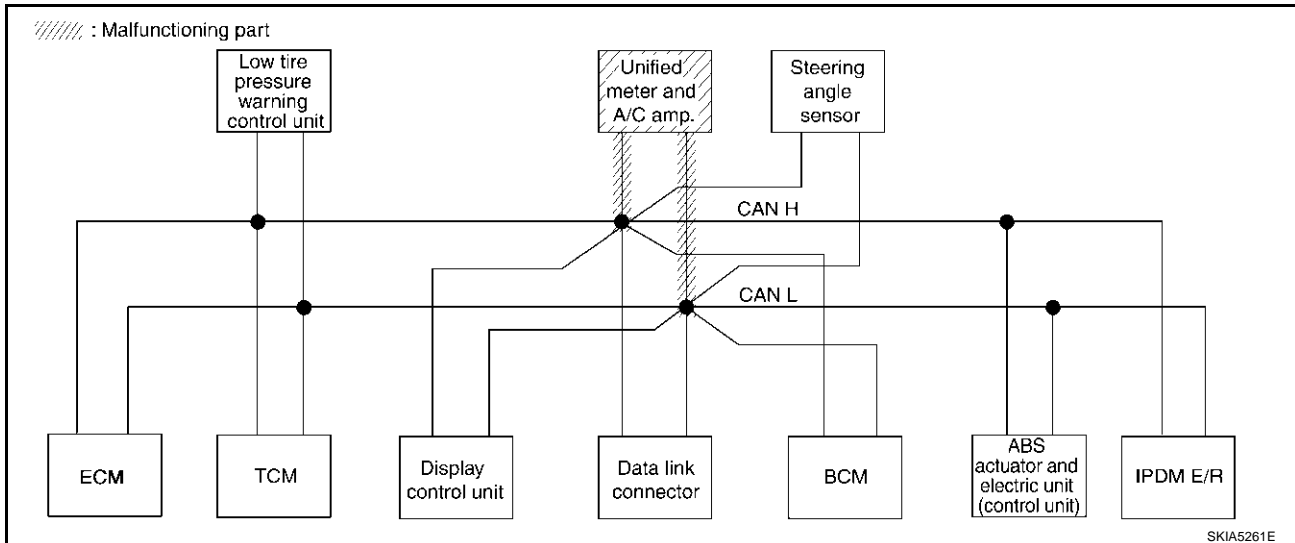 : Malfunctioning part
Low tire
pressure
warning
control unit
Unified
meter and
A/C amp.
Steering
angle
sensor
CAN H
CAN L
ECM
TCM
Display
control unit
Data link
connector
BCM
ABS
actuator and
electric unit
(control unit)
IPDM E/R
SKIA5261E